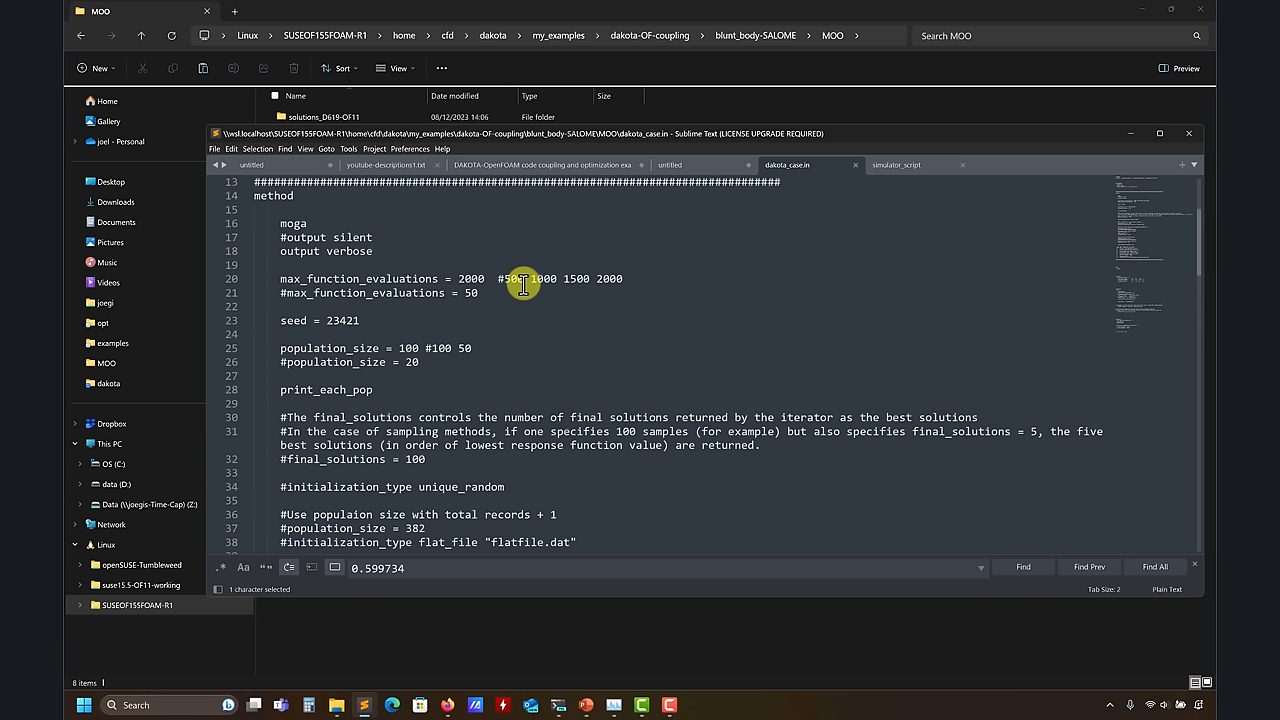 MOO
Linux
SUSEOF155FOAM-R1
home
cfd
dakota
my_examples
dakota-OF-coupling
blunt_body-SALOME
MOO
Search MOO
New
Sort
View
Preview
Name
Date modified
Type
Size
solutions_D619-OF11
08/12/2023 14:06
File folder
Home
Gallery
joel - Personal
Desktop
Downloads
Documents
Pictures
Music
Videos
joegi
opt
examples
MOO
dakota
Dropbox
This PC
OS (C:)
data (D:)
Data (\\joegis-Time-Cap) (Z:)
Network
Linux
openSUSE-Tumbleweed
suse15.5-OF11-working
SUSEOF155FOAM-R1
\\wsl.localhost\SUSEOF155FOAM-R1\home\cfd\dakota\my_examples\dakota-OF-coupling\blunt_body-SALOME\MOO\dakota_case.in - Sublime Text (LICENSE UPGRADE REQUIRED)
File Edit Selection Find View Goto Tools Project Preferences Help
untitled
youtube-descriptions1.txt
DAKOTA-OpenFOAM code coupling and optimization exa
untitled
dakota_case.in
simulator_script
13 ################################################################################
14 method
15
16 moga
17 #output silent
18 output verbose
19
20 max_function_evaluations = 2000 #500 1000 1500 2000
21 #max_function_evaluations = 50
22
23 seed = 23421
24
25 population_size = 100 #100 50
26 #population_size = 20
27
28 print_each_pop
29
30 #The final_solutions controls the number of final solutions returned by the iterator as the best solutions
31 #In the case of sampling methods, if one specifies 100 samples (for example) but also specifies final_solutions = 5, the five
best solutions (in order of lowest response function value) are returned.
32 #final_solutions = 100
33
34 #initialization_type unique_random
35
36 #Use populaion size with total records + 1
37 #population_size = 382
38 #initialization_type flat_file "flatfile.dat"
.*
Aa
“”
0.599734
Find
Find Prev
Find All
1 character selected
Tab Size: 2
Plain Text
8 items
Search